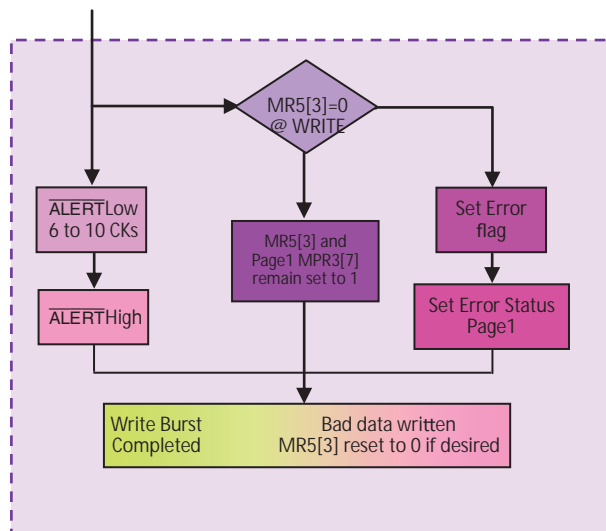 MR5[3]=0
@ WRITE
ALERT Low
6 to 10 CKs
MR5[3] and
Page1 MPR3[7]
remain set to 1
Set Error
flag
ALERT High
Set Error Status
Page1
Write Burst
Completed
Bad data written
MR5[3] reset to 0 if desired